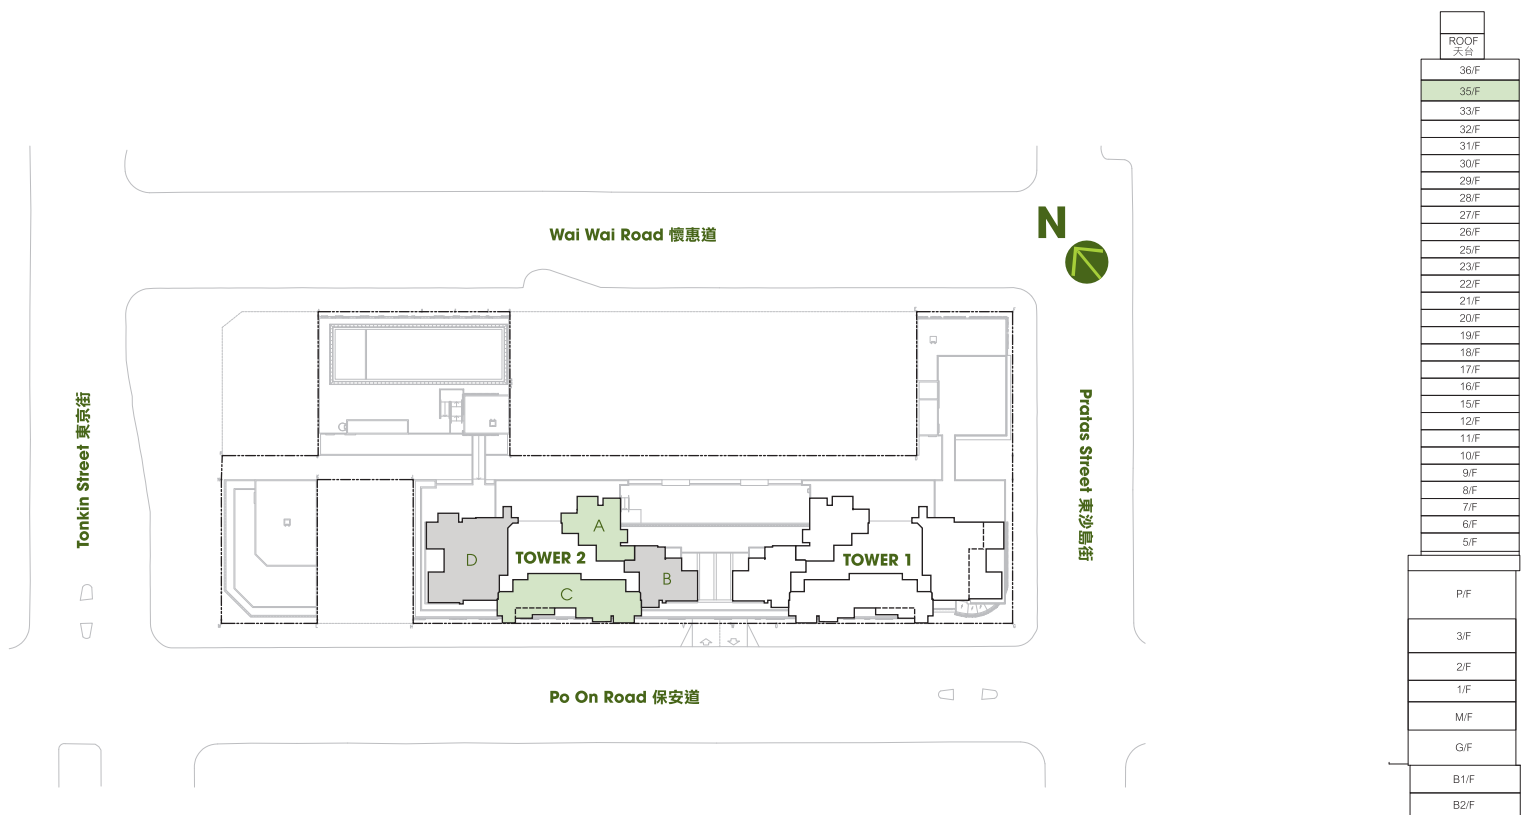 ROOF
天台
36/F
35/F
33/F
32/F
31/F
30/F
29/F
28/F
27/F
26/F
25/F
23/F
22/F
21/F
20/F
19/F
18/F
17/F
16/F
15/F
12/F
11/F
10/F
9/F
8/F
7/F
6/F
5/F
P/F
3/F
2/F
1/F
M/F
G/F
B1/F
B2/F
N
Wai Wai Road 懷惠道
Tonkin Street 東京街
Pratas Street 東沙島街
A
D
TOWER 2
B
C
TOWER 1
Po On Road 保安道